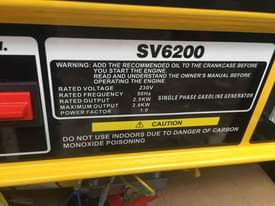 N.
SV6200
WARNING: ADD THE RECOMMENDED OIL TO THE CRANKCASE BEFORE
YOU START THE ENGINE.
READ AND UNDERSTAND THE OWNER'S MANUAL BEFORE
OPERATING THE ENGINE.
RATED VOLTAGE 230V
RATED FREQUENCY 50Hz
RATED OUTPUT 2.5KW SINGLE PHASE GASOLINE GENERATOR
MAXIMUM OUTPUT 2.8KW
POWER FACTOR 1.0
CAUTION
DO NOT USE INDOORS DUE TO DANGER OF CARBON
MONOXIDE POISONING